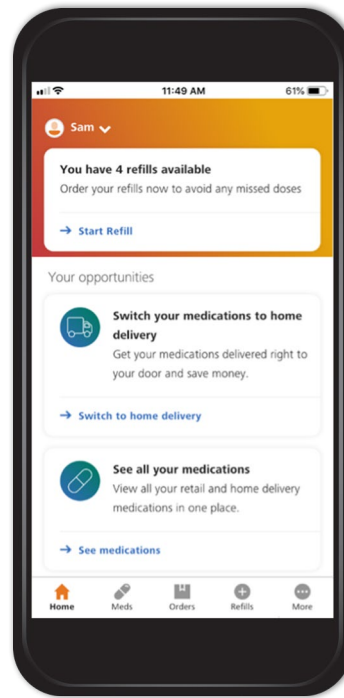 11:49 AM
61%
Sam
You have 4 refills available
Order your refills now to avoid any missed doses
→ Start Refill
Your opportunities
Switch your medications to home
delivery
Get your medications delivered right to
your door and save money.
→ Switch to home delivery
See all your medications
View all your retail and home delivery
medications in one place.
→ See medications
Home Meds Orders Refills More